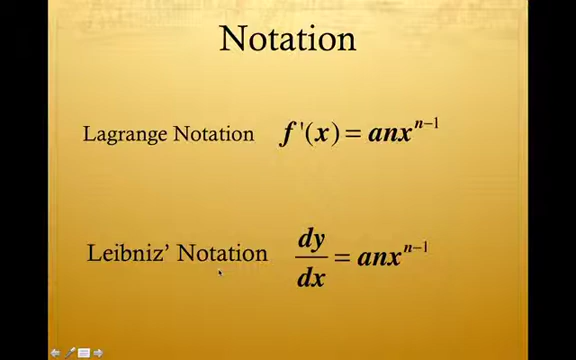 Notation
Lagrange Notation f'(x) = anx^{n-1}
Leibniz' Notation dy/dx = anx^{n-1}